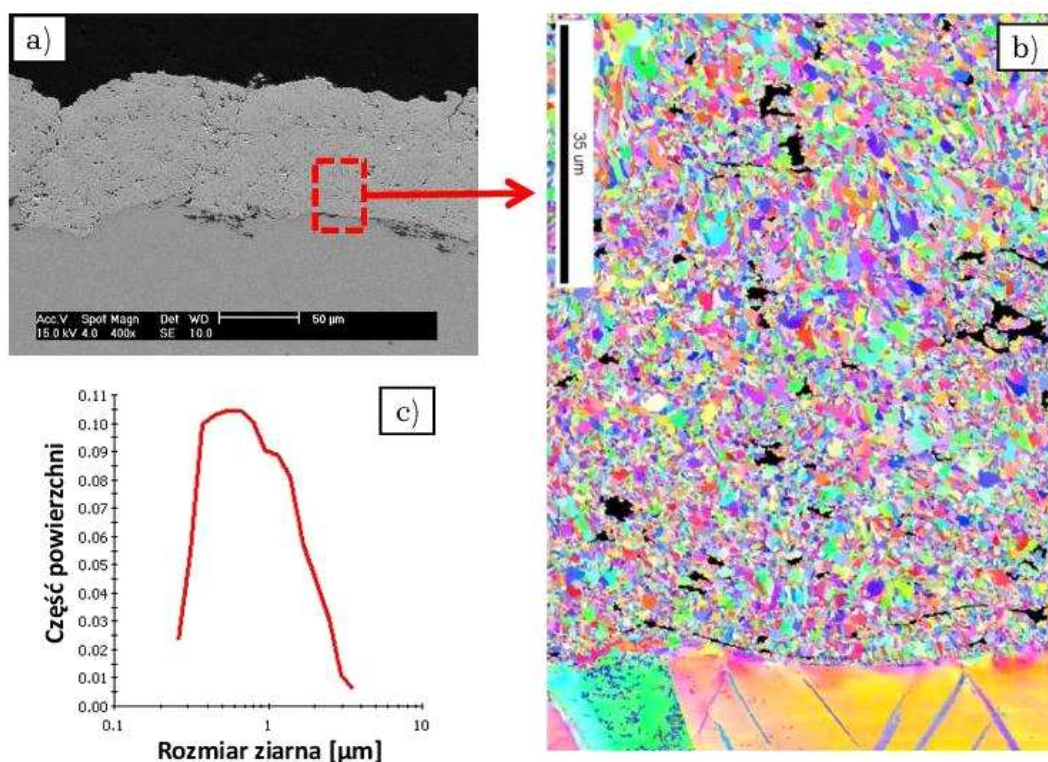 a)
Acc.V Spot Magn Det WD
15.0 kV 4.0 400x SE 10.0
50 µm
b)
35 um
c)
0.11
0.10
0.09
0.08
0.07
0.06
0.05
0.04
0.03
0.02
0.01
0.00
Część powierzchni
0.1 1 10
Rozmiar ziarna [µm]